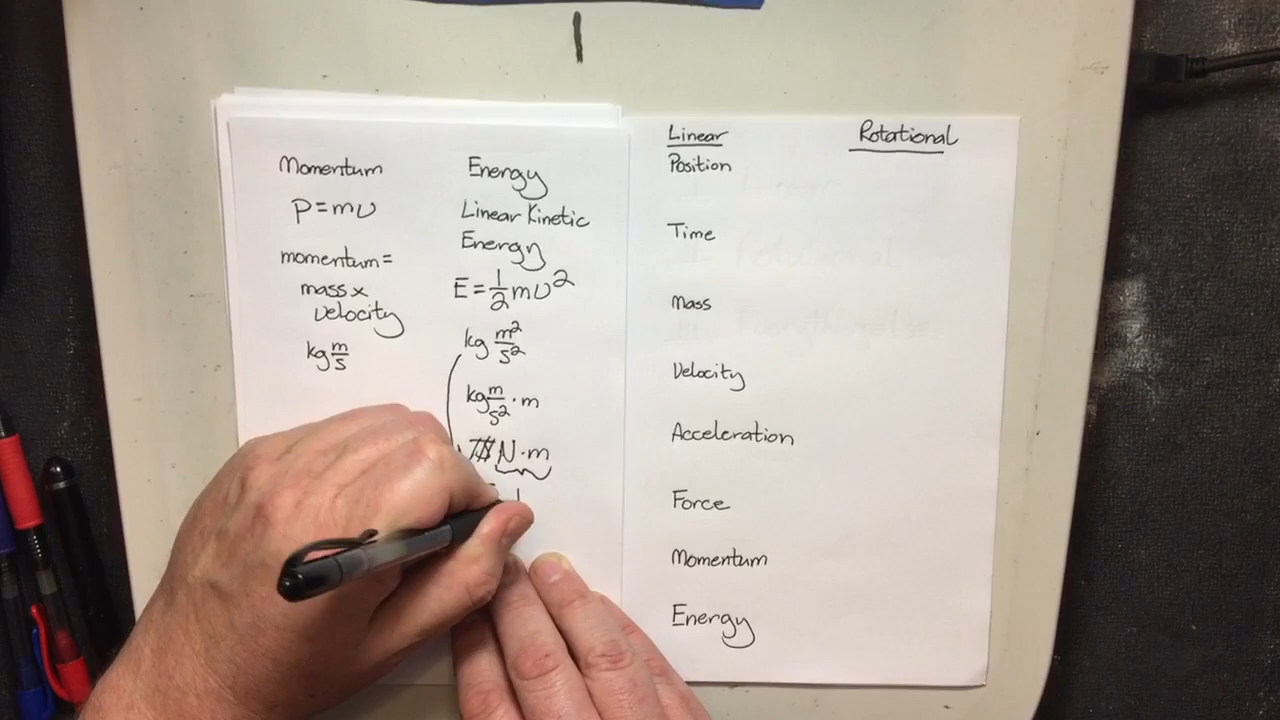 Momentum
P=mv
momentum=
mass x
velocity
kg m/s
Energy
Linear Kinetic
Energy
E=1/2mv²
kg m²/s²
kg m/s²·m
N·m
Linear
Position
Time
Mass
Velocity
Acceleration
Force
Momentum
Energy
Rotational